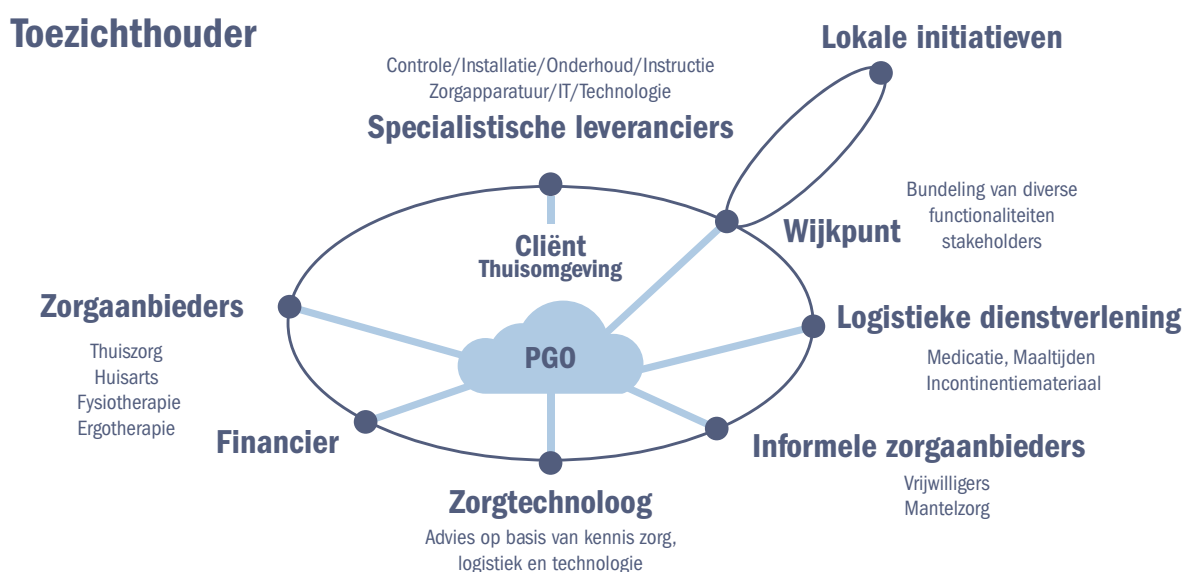 Toezichthouder
Lokale initiatieven
Controle/Installatie/Onderhoud/Instructie
Zorgapparatuur/IT/Technologie
Specialistische leveranciers
Bundeling van diverse
functionaliteiten
stakeholders
Wijkpunt
Cliënt
Thuisomgeving
Zorgaanbieders
Thuiszorg
Huisarts
Fysiotherapie
Ergotherapie
Logistieke dienstverlening
Medicatie, Maaltijden
Incontinentiemateriaal
PGO
Financier
Informele zorgaanbieders
Vrijwilligers
Mantelzorg
Zorgtechnoloog
Advies op basis van kennis zorg,
logistiek en technologie